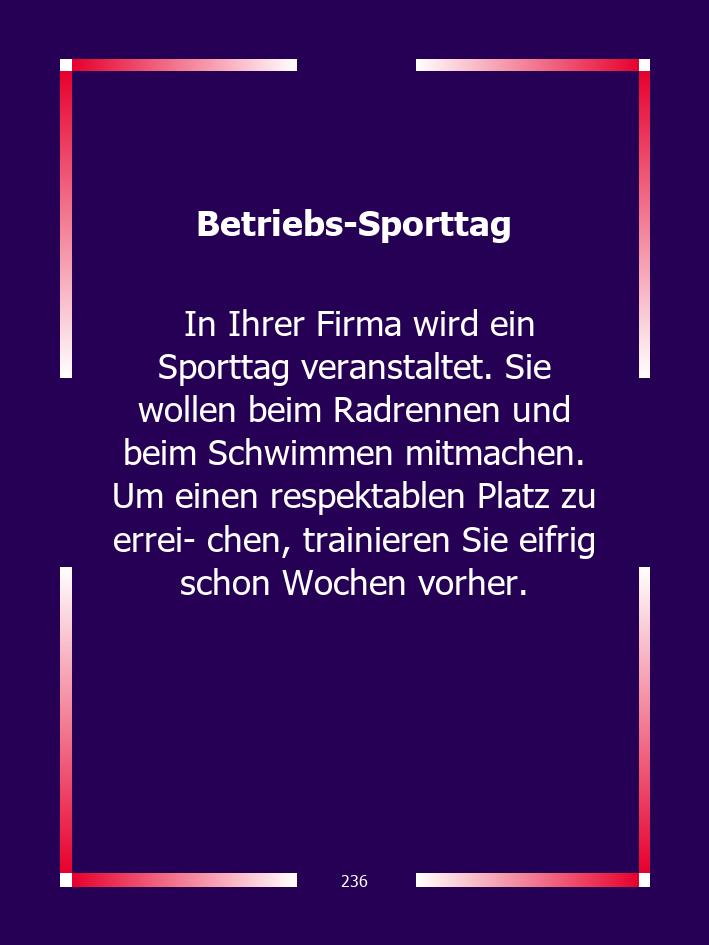 Betriebs-Sporttag
In Ihrer Firma wird ein
Sporttag veranstaltet. Sie
wollen beim Radrennen und
beim Schwimmen mitmachen.
Um einen respektablen Platz zu
errei- chen, trainieren Sie eifrig
schon Wochen vorher.
236